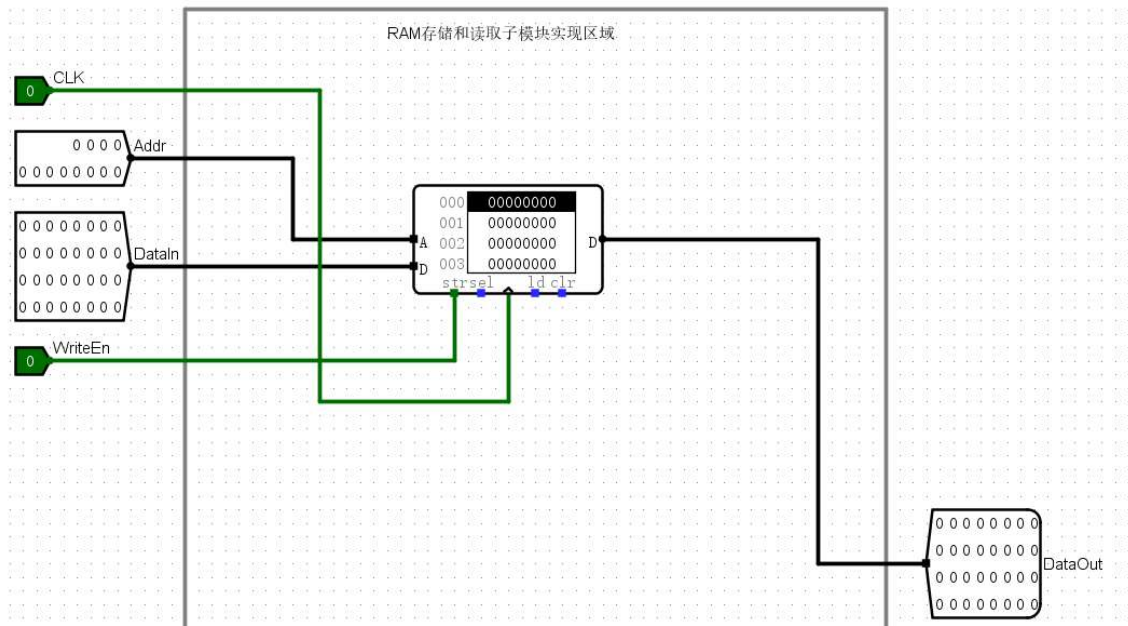 RAM存储和读取子模块实现区域
0 CLK
0 0 0 0 Addr
0 0 0 0 0 0 0 0
0 0 0 0 0 0 0 0
0 0 0 0 0 0 0 0 DataIn
0 0 0 0 0 0 0 0
0 0 0 0 0 0 0 0
0 WriteEn
000 00000000
001 00000000
A 002 00000000 D
D 003 00000000
str sel ld clr
0 0 0 0 0 0 0 0
0 0 0 0 0 0 0 0
0 0 0 0 0 0 0 0 DataOut
0 0 0 0 0 0 0 0